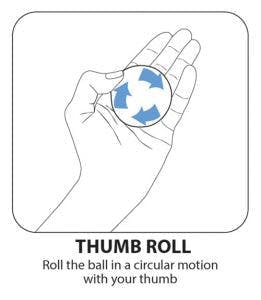 THUMB ROLL
Roll the ball in a circular motion
with your thumb